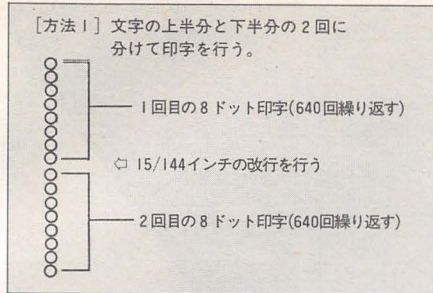 [方法1] 文字の上半分と下半分の2回に
分けて印字を行う。
1回目の8ドット印字(640回繰り返す)
⇦ 15/144インチの改行を行う
2回目の8ドット印字(640回繰り返す)